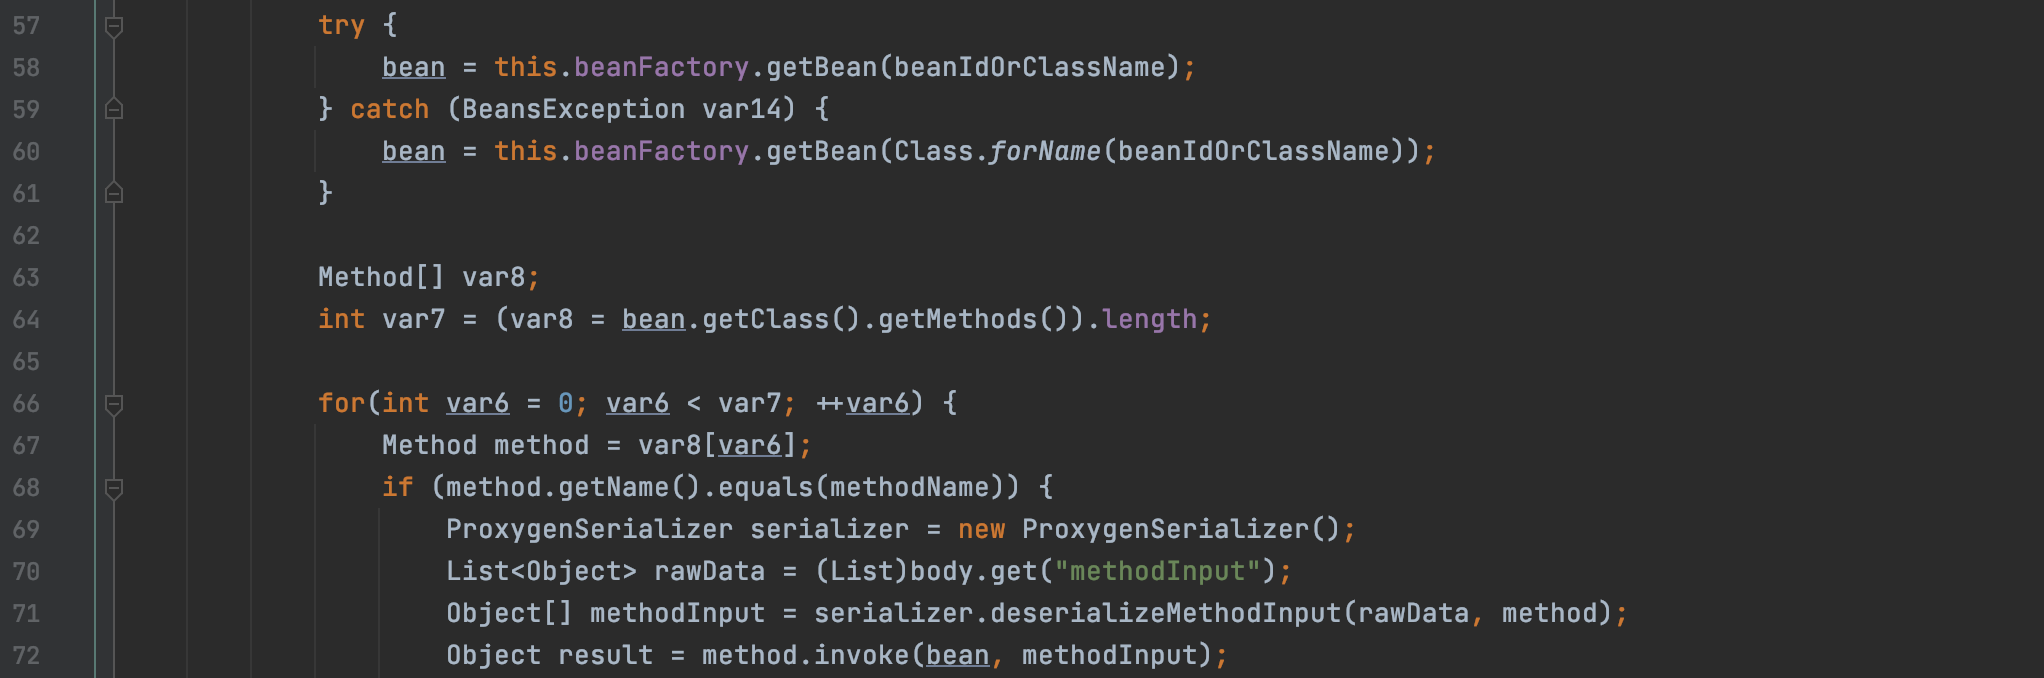 57 try {
58 bean = this.beanFactory.getBean(beanIdOrClassName);
59 } catch (BeansException var14) {
60 bean = this.beanFactory.getBean(Class.forName(beanIdOrClassName));
61 }
62
63 Method[] var8;
64 int var7 = (var8 = bean.getClass().getMethods()).length;
65
66 for(int var6 = 0; var6 < var7; ++var6) {
67 Method method = var8[var6];
68 if (method.getName().equals(methodName)) {
69 ProxygenSerializer serializer = new ProxygenSerializer();
70 List<Object> rawData = (List)body.get("methodInput");
71 Object[] methodInput = serializer.deserializeMethodInput(rawData, method);
72 Object result = method.invoke(bean, methodInput);